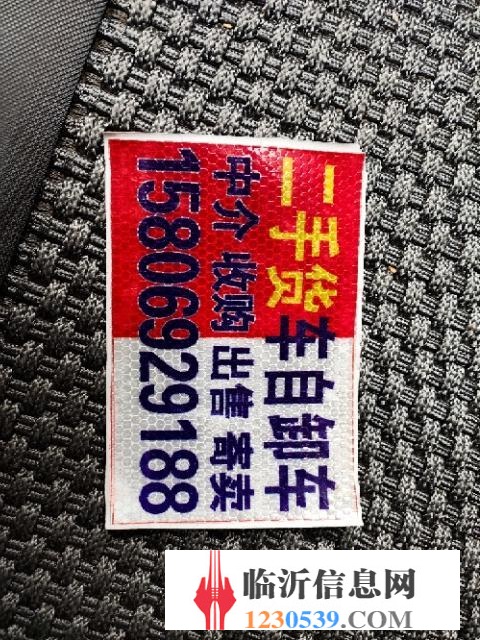 二手货车自卸车
中介 收购 出售 寄卖
15806929188
临沂信息网
1230539.com